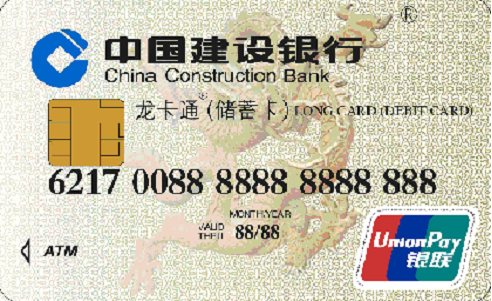 ®
中国建设银行
China Construction Bank
龙卡通®(储蓄卡) LONG CARD (DEBIT CARD)
6217 0088 8888 8888 888
MONTH/YEAR
VALID THRU 88/88
ATM
UnionPay
银联